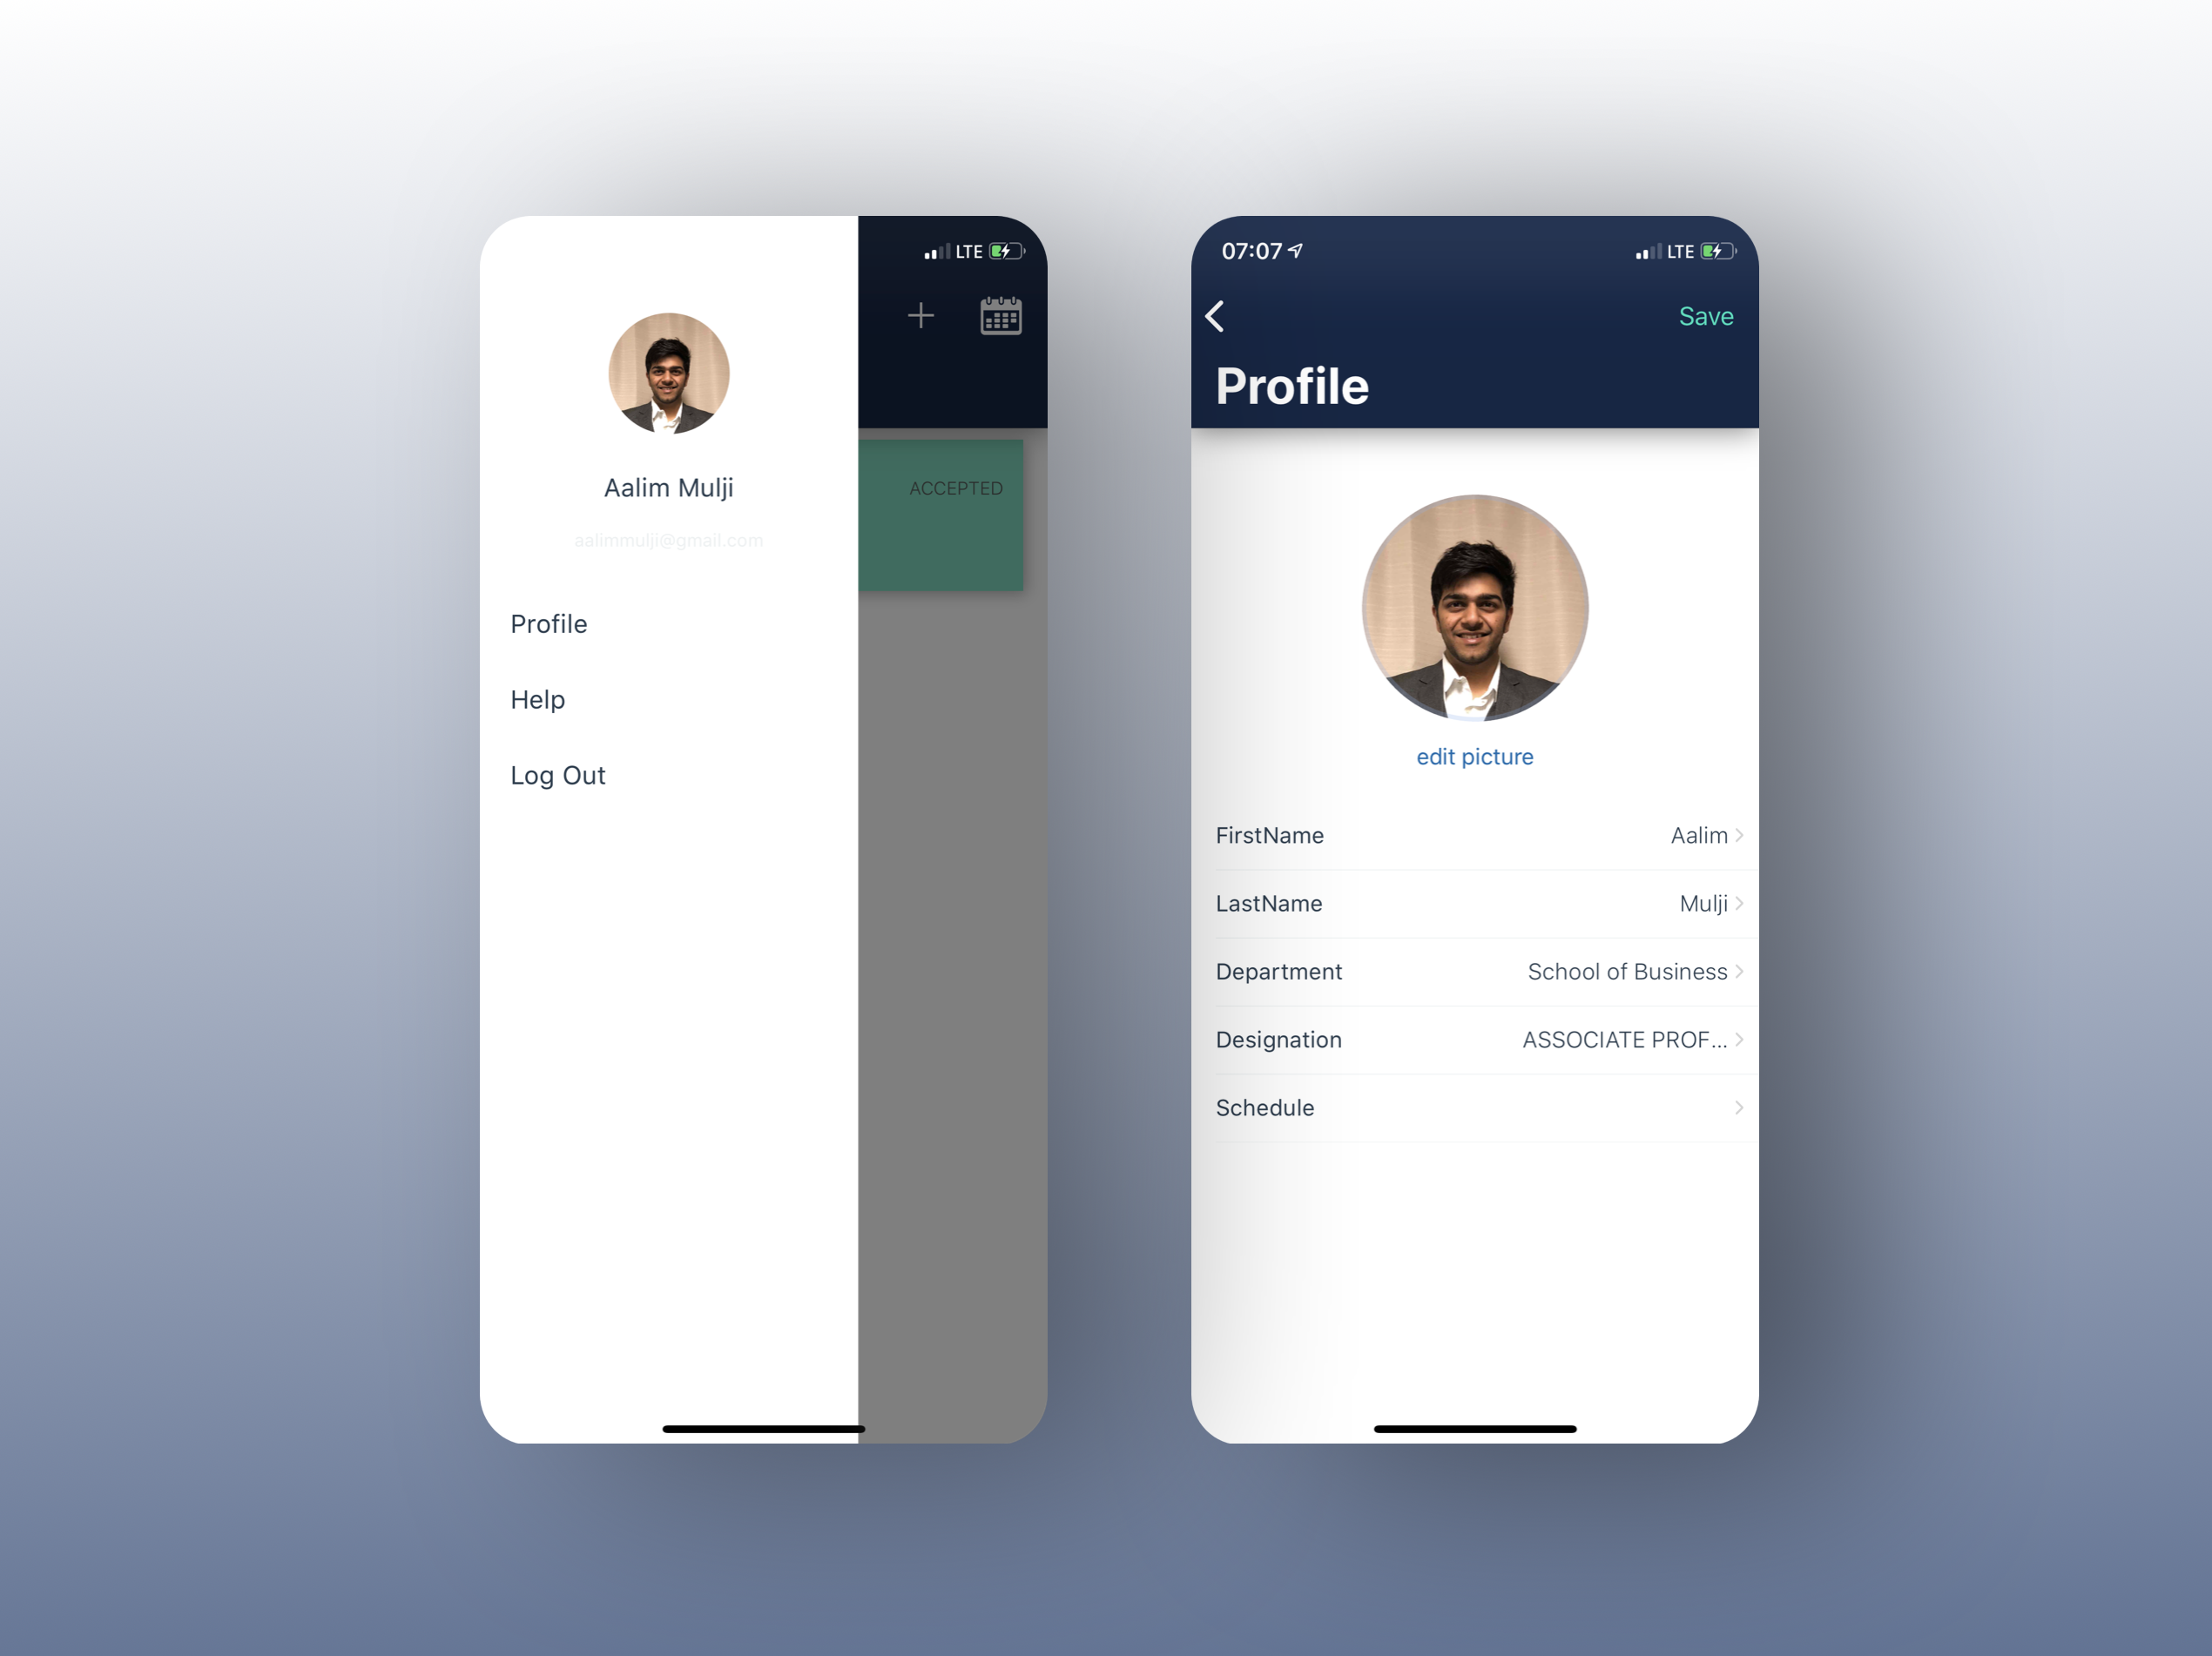 LTE
ACCEPTED
Aalim Mulji
aalimmulji@gmail.com
Profile
Help
Log Out
07:07
LTE
Save
Profile
edit picture
FirstName Aalim
LastName Mulji
Department School of Business
Designation ASSOCIATE PROF...
Schedule